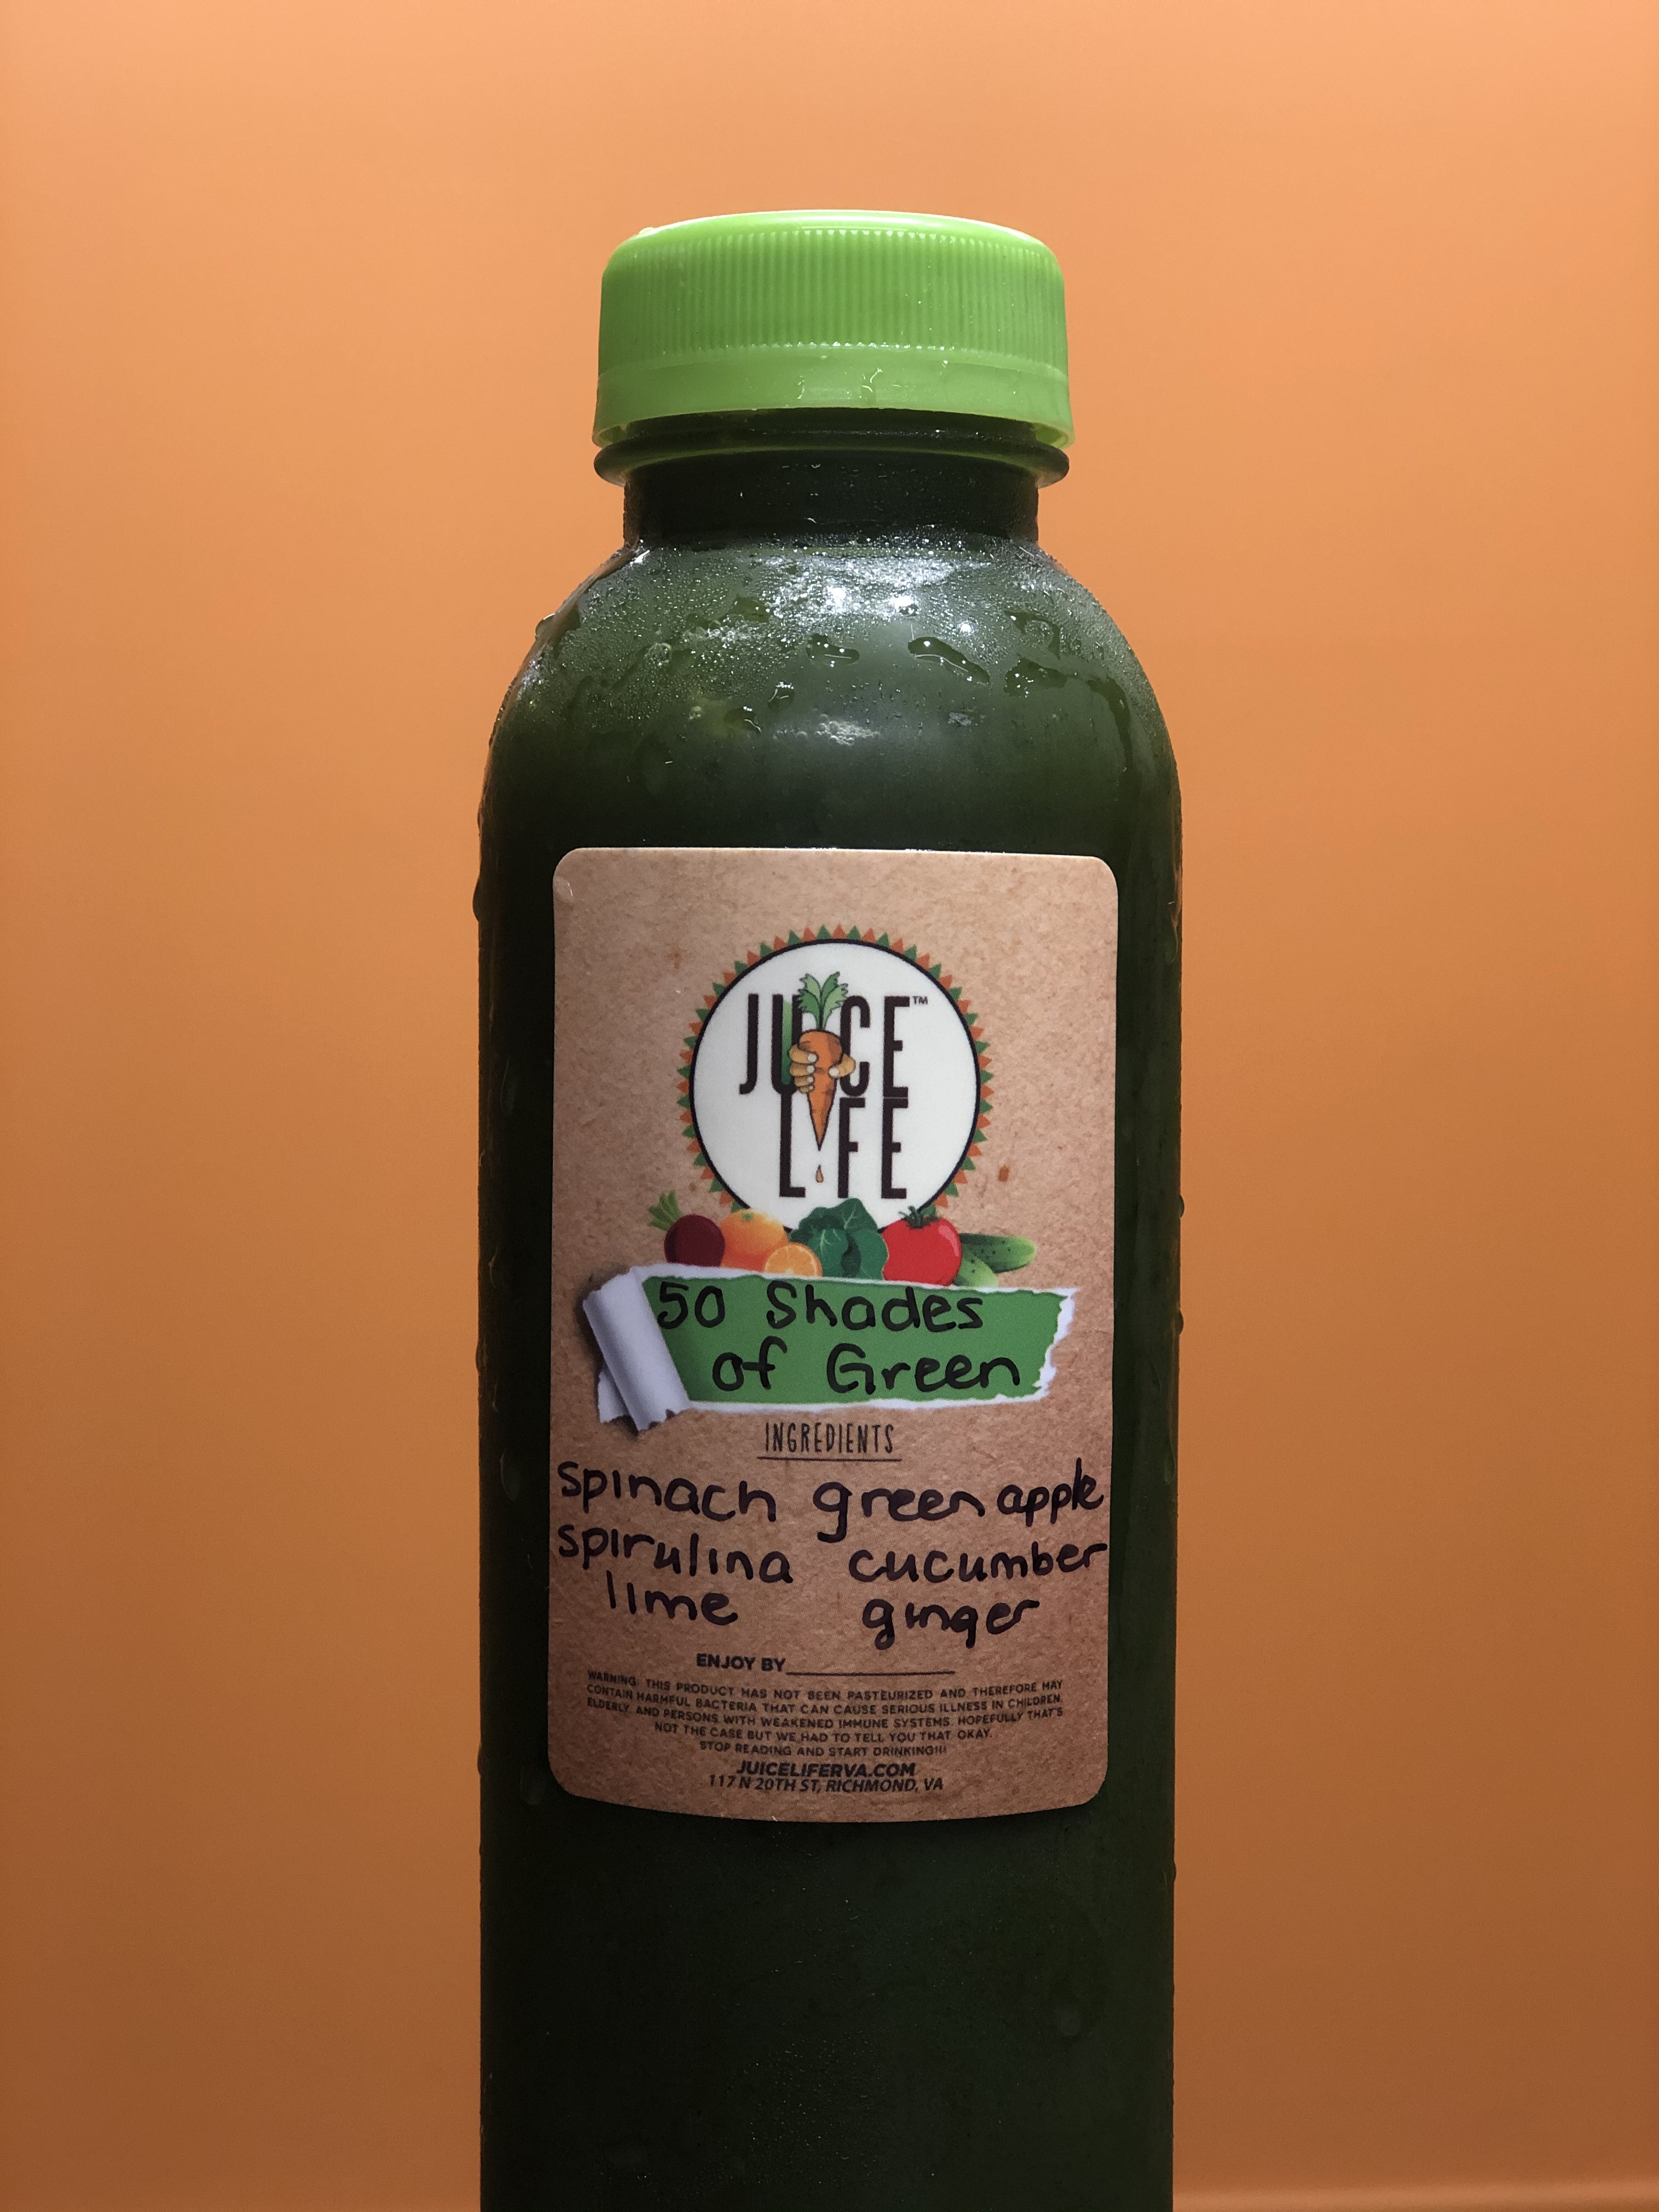 JUICE™
LIFE
50 Shades
of Green
INGREDIENTS
spinach green apple
spirulina cucumber
lime ginger
ENJOY BY
WARNING: THIS PRODUCT HAS NOT BEEN PASTEURIZED AND THEREFORE MAY
CONTAIN HARMFUL BACTERIA THAT CAN CAUSE SERIOUS ILLNESS IN CHILDREN,
ELDERLY, AND PERSONS WITH WEAKENED IMMUNE SYSTEMS. HOPEFULLY THAT'S
NOT THE CASE BUT WE HAD TO TELL YOU THAT. OKAY.
STOP READING AND START DRINKING!!!
JUICELIFERVA.COM
117 N 20TH ST, RICHMOND, VA